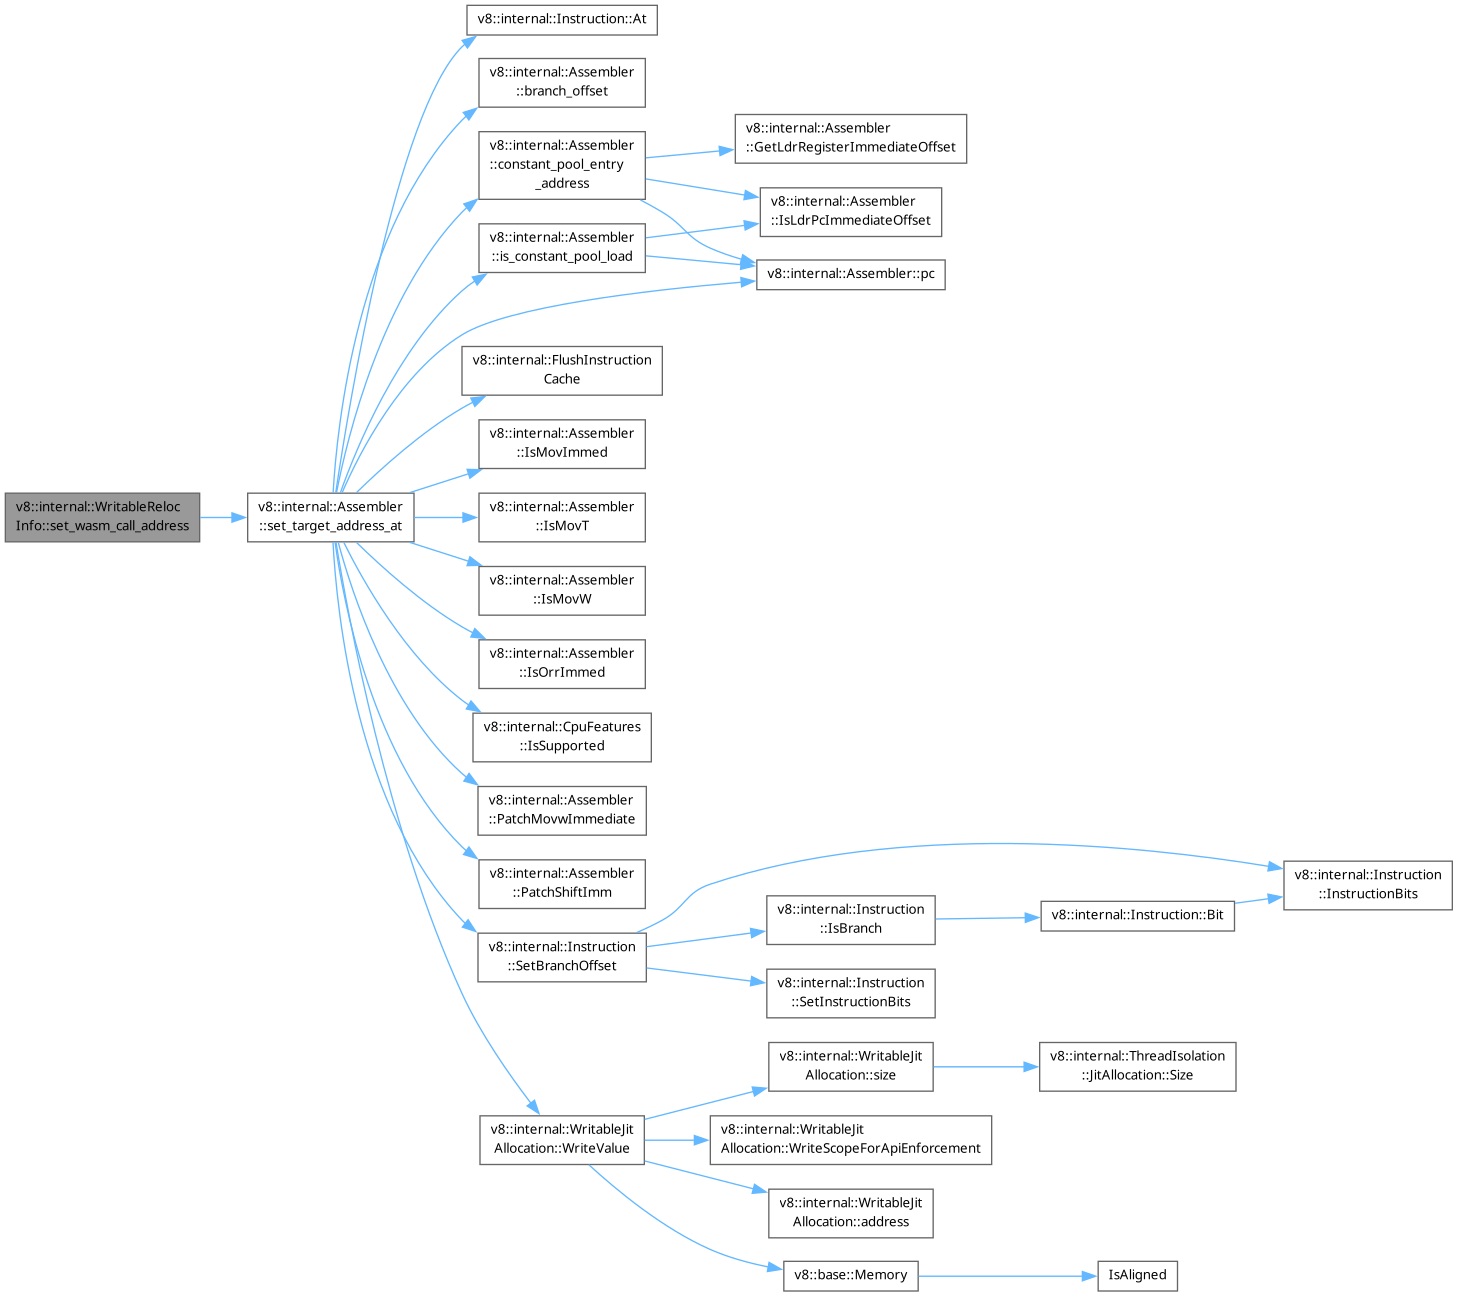 v8::internal::Instruction::At
v8::internal::Assembler
::branch_offset
v8::internal::Assembler
::GetLdrRegisterImmediateOffset
v8::internal::Assembler
::constant_pool_entry
_address
v8::internal::Assembler
::IsLdrPcImmediateOffset
v8::internal::Assembler
::is_constant_pool_load
v8::internal::Assembler::pc
v8::internal::FlushInstruction
Cache
v8::internal::Assembler
::IsMovImmed
v8::internal::WritableReloc
Info::set_wasm_call_address
v8::internal::Assembler
::set_target_address_at
v8::internal::Assembler
::IsMovT
v8::internal::Assembler
::IsMovW
v8::internal::Assembler
::IsOrrImmed
v8::internal::CpuFeatures
::IsSupported
v8::internal::Assembler
::PatchMovwImmediate
v8::internal::Assembler
::PatchShiftImm
v8::internal::Instruction
::InstructionBits
v8::internal::Instruction
::IsBranch
v8::internal::Instruction::Bit
v8::internal::Instruction
::SetBranchOffset
v8::internal::Instruction
::SetInstructionBits
v8::internal::WritableJit
Allocation::size
v8::internal::ThreadIsolation
::JitAllocation::Size
v8::internal::WritableJit
Allocation::WriteValue
v8::internal::WritableJit
Allocation::WriteScopeForApiEnforcement
v8::internal::WritableJit
Allocation::address
v8::base::Memory
IsAligned